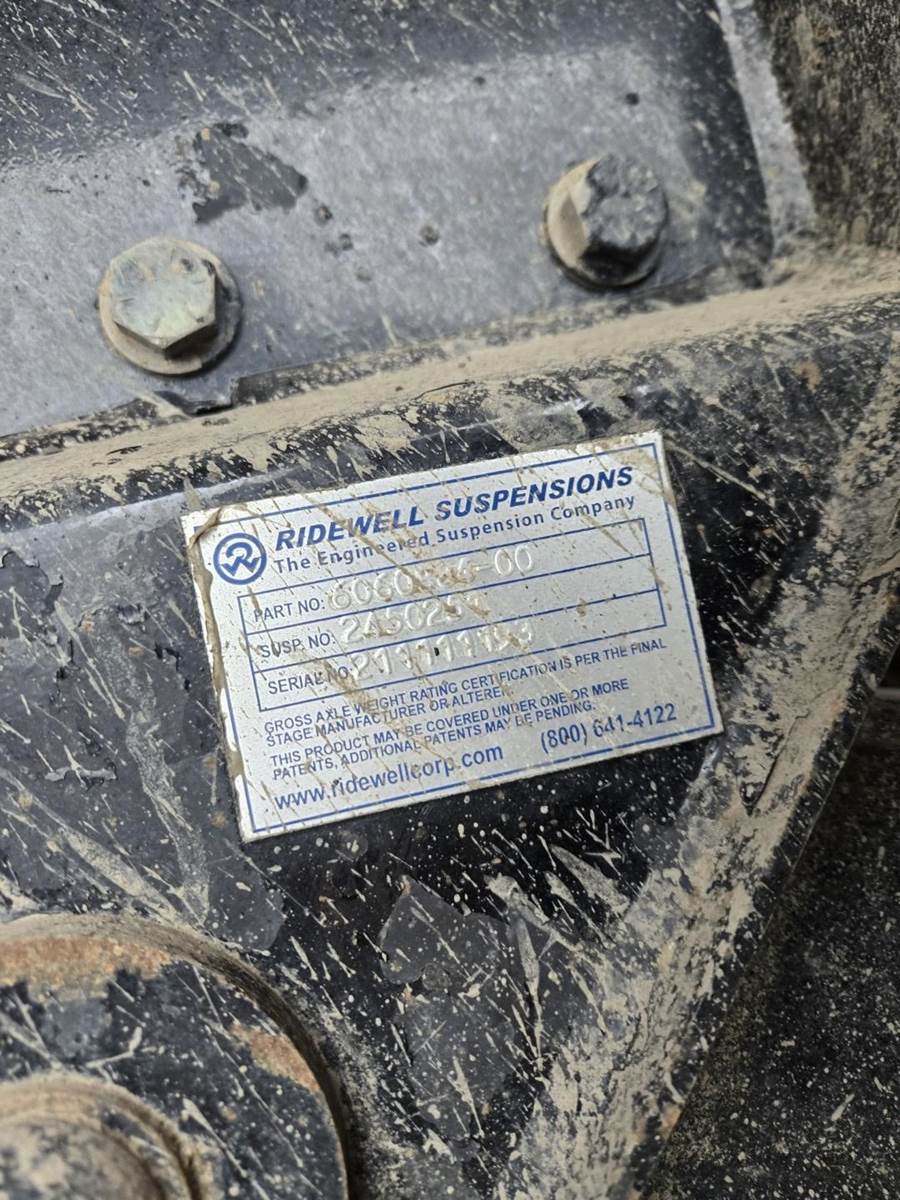 RIDEWELL SUSPENSIONS
The Engineered Suspension Company
PART NO:
SUSP. NO:
SERIAL NO:
GROSS AXLE WEIGHT RATING CERTIFICATION IS PER THE FINAL
STAGE MANUFACTURER OR ALTERER.
THIS PRODUCT MAY BE COVERED UNDER ONE OR MORE
PATENTS, ADDITIONAL PATENTS MAY BE PENDING.
www.ridewellcorp.com (800) 641-4122